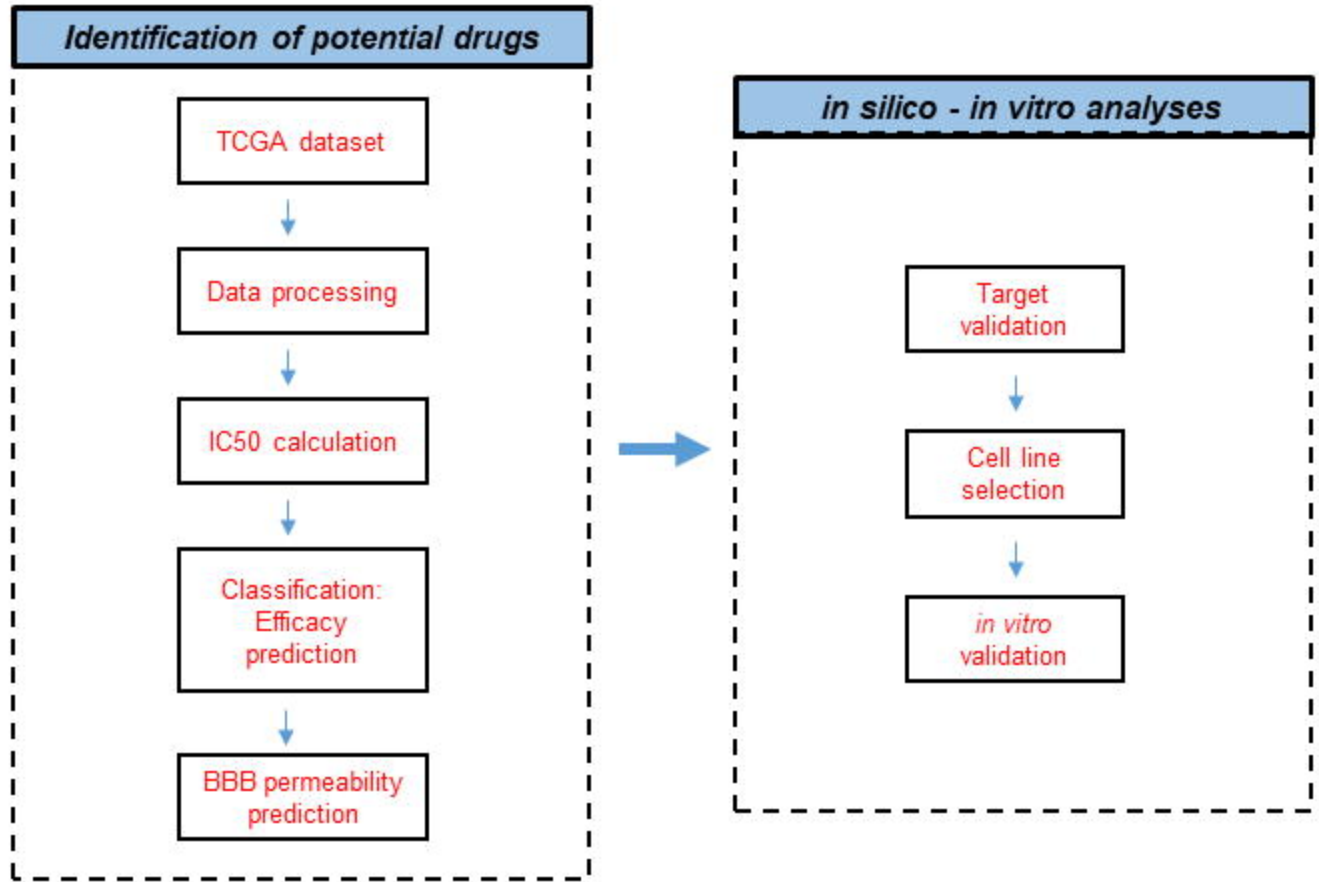 Identification of potential drugs
TCGA dataset
Data processing
IC50 calculation
Classification:
Efficacy
prediction
BBB permeability
prediction
in silico - in vitro analyses
Target
validation
Cell line
selection
in vitro
validation